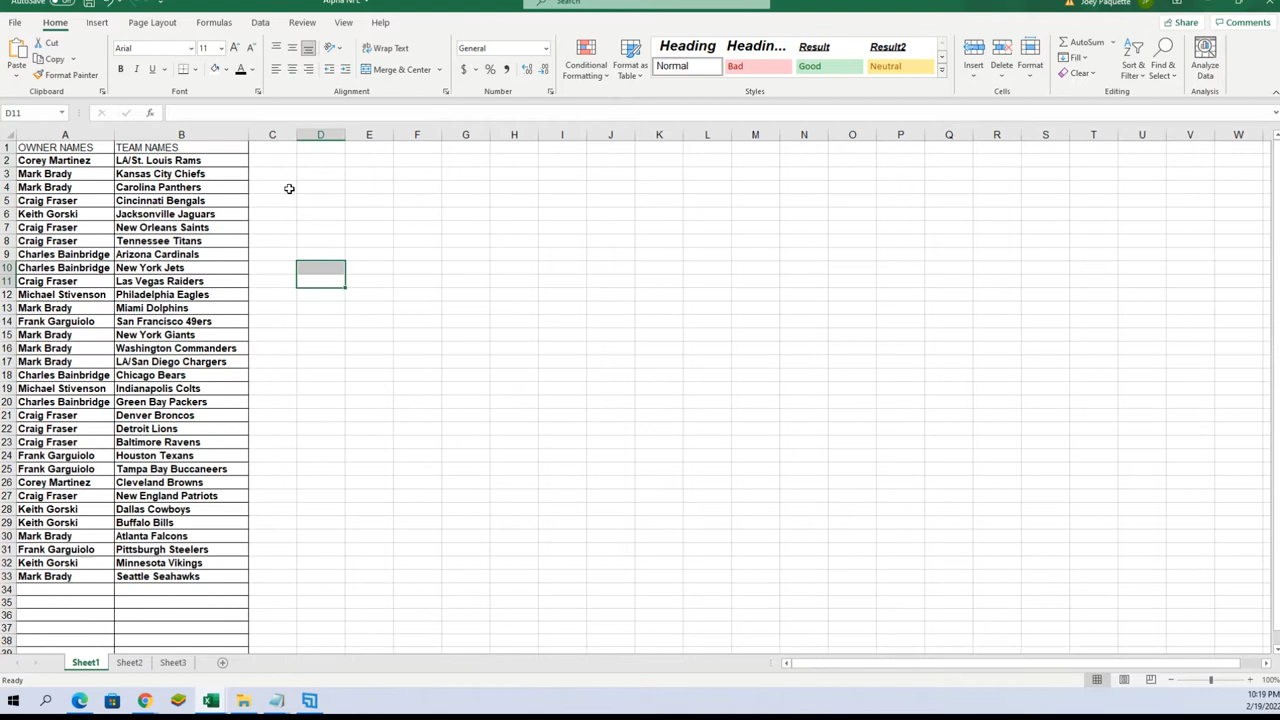 AutoSave Off
Alpha NFL
Search
Joey Paquette
JP
File Home Insert Page Layout Formulas Data Review View Help
Share Comments
Paste
Cut
Copy
Format Painter
Clipboard
Arial 11
B I U A
Font
Wrap Text
Merge & Center
Alignment
General
$ %
Number
Conditional Formatting
Format as Table
Heading Headin... Result Result2
Normal Bad Good Neutral
Styles
Insert Delete Format
Cells
AutoSum
Fill
Clear
Sort & Filter
Find & Select
Editing
Analyze Data
Analysis
D11 fx
A B C D E F G H I J K L M N O P Q R S T U V W
1 OWNER NAMES TEAM NAMES
2 Corey Martinez LA/St. Louis Rams
3 Mark Brady Kansas City Chiefs
4 Mark Brady Carolina Panthers
5 Craig Fraser Cincinnati Bengals
6 Keith Gorski Jacksonville Jaguars
7 Craig Fraser New Orleans Saints
8 Craig Fraser Tennessee Titans
9 Charles Bainbridge Arizona Cardinals
10 Charles Bainbridge New York Jets
11 Craig Fraser Las Vegas Raiders
12 Michael Stivenson Philadelphia Eagles
13 Mark Brady Miami Dolphins
14 Frank Garguiolo San Francisco 49ers
15 Mark Brady New York Giants
16 Mark Brady Washington Commanders
17 Mark Brady LA/San Diego Chargers
18 Charles Bainbridge Chicago Bears
19 Michael Stivenson Indianapolis Colts
20 Charles Bainbridge Green Bay Packers
21 Craig Fraser Denver Broncos
22 Craig Fraser Detroit Lions
23 Craig Fraser Baltimore Ravens
24 Frank Garguiolo Houston Texans
25 Frank Garguiolo Tampa Bay Buccaneers
26 Corey Martinez Cleveland Browns
27 Craig Fraser New England Patriots
28 Keith Gorski Dallas Cowboys
29 Keith Gorski Buffalo Bills
30 Mark Brady Atlanta Falcons
31 Frank Garguiolo Pittsburgh Steelers
32 Keith Gorski Minnesota Vikings
33 Mark Brady Seattle Seahawks
34
35
36
37
38
39
Sheet1 Sheet2 Sheet3
Ready
100%
10:19 PM
2/19/2022